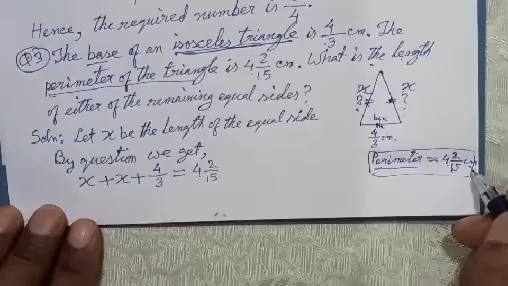 Hence, the required number is 4.
Q3 The base of an isosceles triangle is 4/3 cm. The
perimeter of the triangle is 4 2/15 cm. What is the length
of either of the remaining equal sides?
Soln: Let x be the length of the equal side
By question we get,
x + x + 4/3 = 4 2/15
x x
? ?
4/3 cm.
Perimeter = 4 2/15 cm